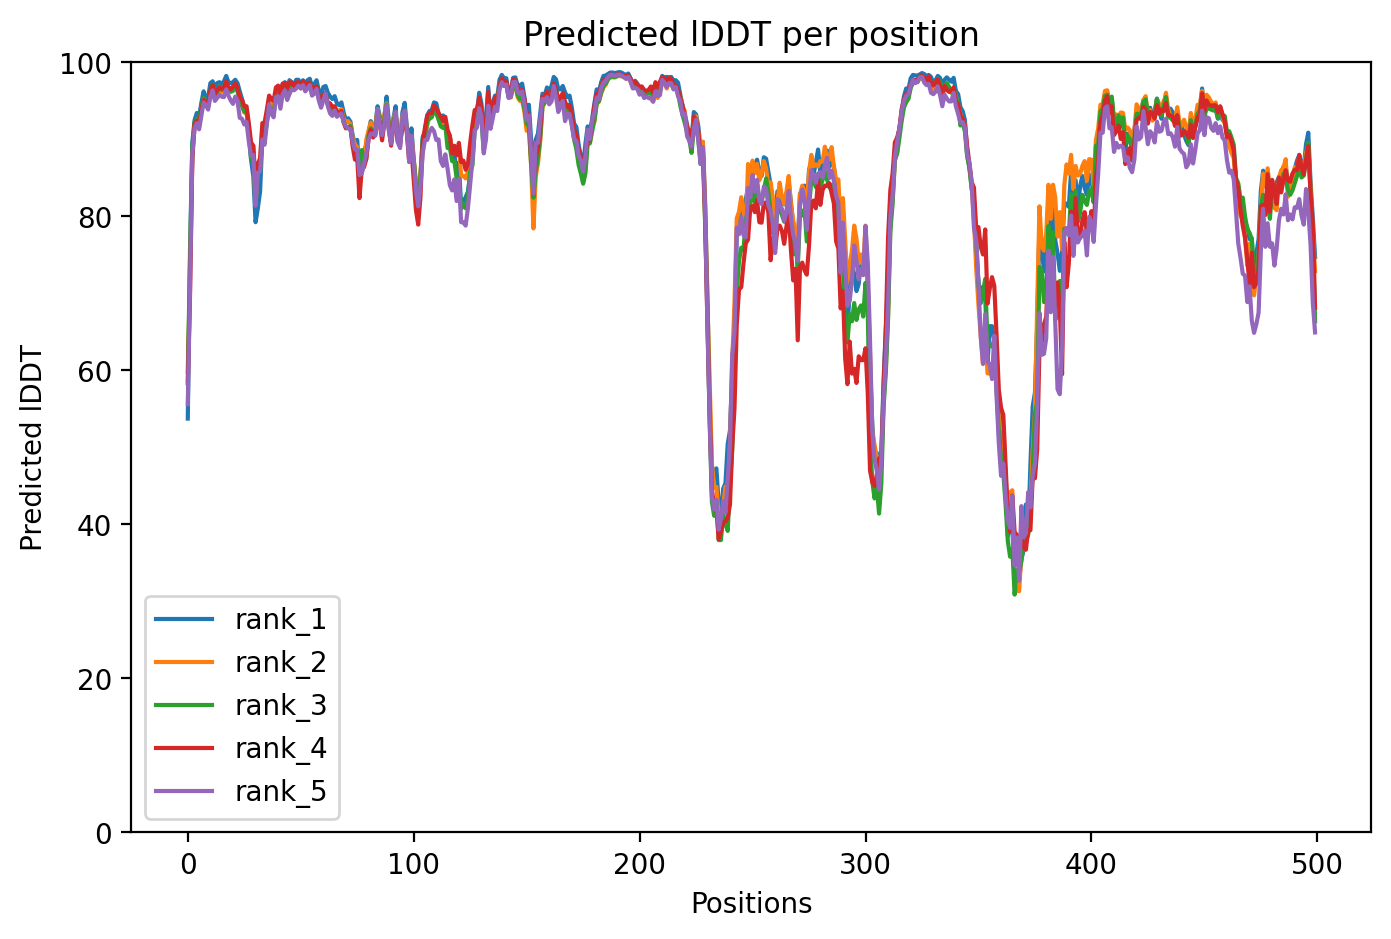 Predicted lDDT per position
100
80
60
40
20
0
Predicted lDDT
rank_1
rank_2
rank_3
rank_4
rank_5
0 100 200 300 400 500
Positions